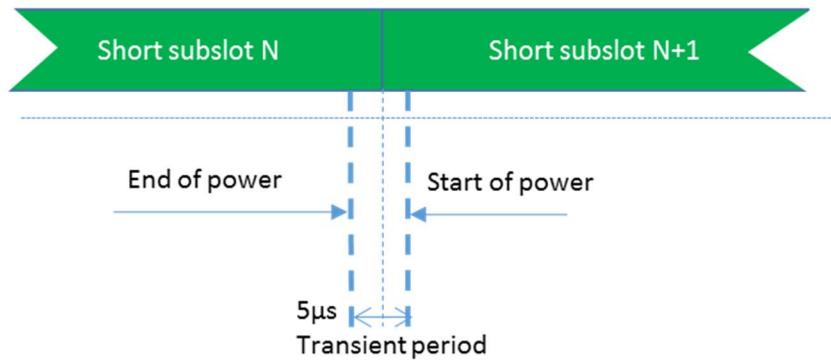 Short subslot N
Short subslot N+1
End of power
Start of power
5µs
Transient period